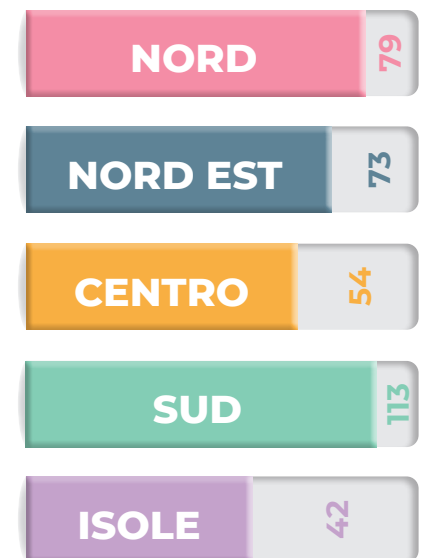 NORD
79
NORD EST
73
CENTRO
54
SUD
113
ISOLE
42